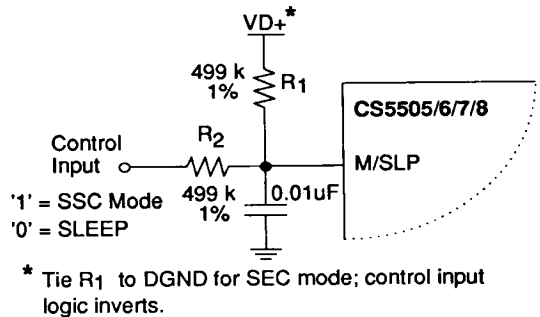 VD+*
499 k
1%
R1
CS5505/6/7/8
Control
Input
R2
M/SLP
499 k
1%
0.01uF
'1' = SSC Mode
'0' = SLEEP
* Tie R1 to DGND for SEC mode; control input
logic inverts.